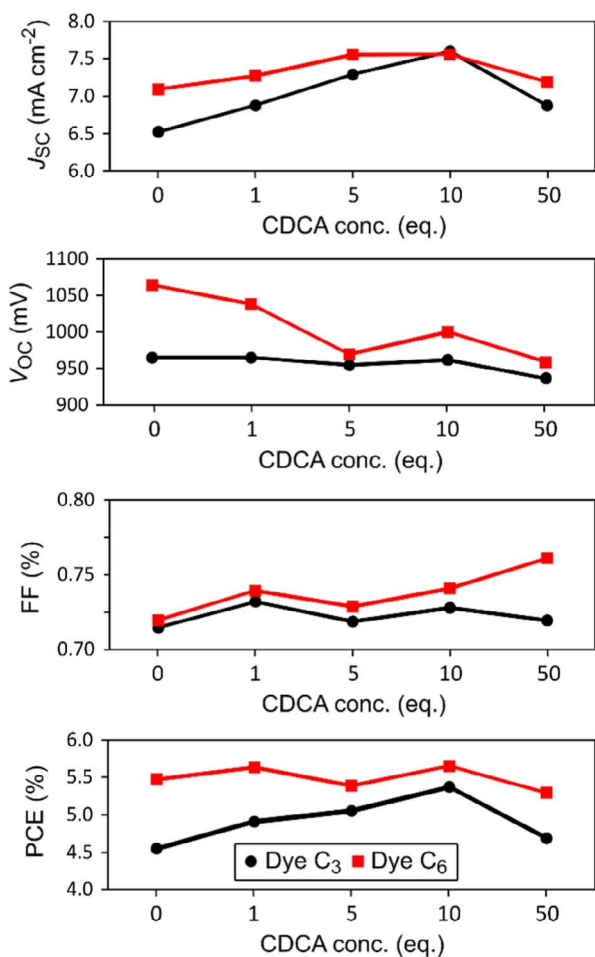 8.0
7.5
7.0
6.5
6.0
J_SC (mA cm⁻²)
0 1 5 10 50
CDCA conc. (eq.)
1100
1050
1000
950
900
V_OC (mV)
0 1 5 10 50
CDCA conc. (eq.)
0.80
0.75
0.70
FF (%)
0 1 5 10 50
CDCA conc. (eq.)
6.0
5.5
5.0
4.5
4.0
PCE (%)
Dye C₃ Dye C₆
0 1 5 10 50
CDCA conc. (eq.)